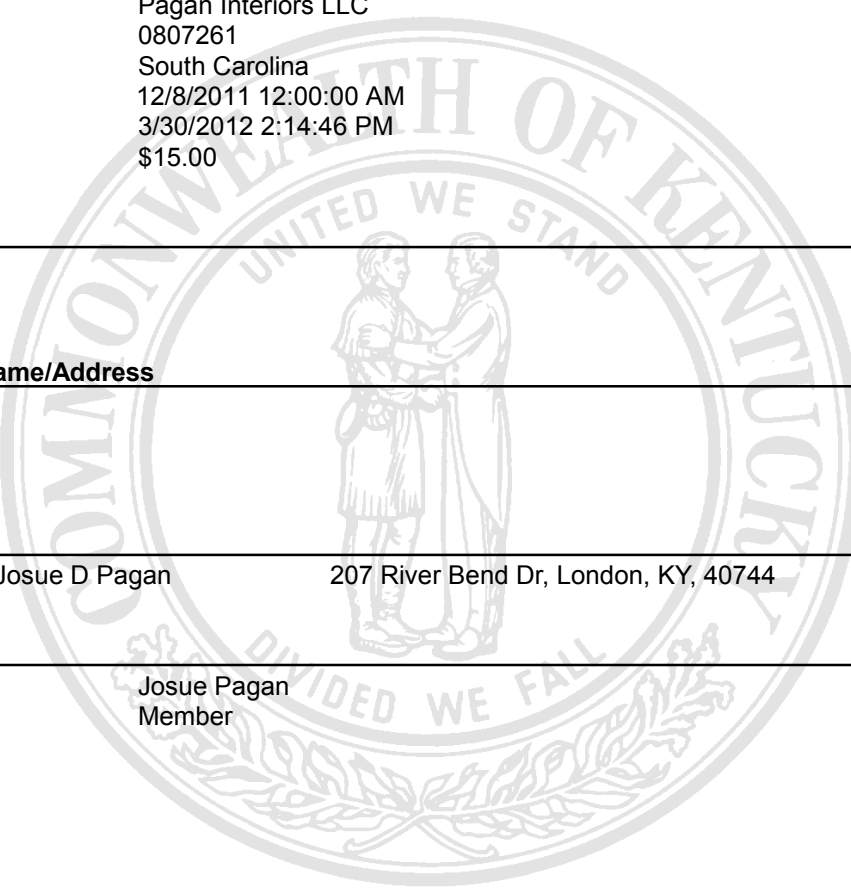 Pagan Interiors LLC
0807261
South Carolina
12/8/2011 12:00:00 AM
3/30/2012 2:14:46 PM
$15.00
COMMONWEALTH OF KENTUCKY
UNITED WE STAND
ame/Address
Josue D Pagan 207 River Bend Dr, London, KY, 40744
DIVIDED WE FALL
Josue Pagan
Member